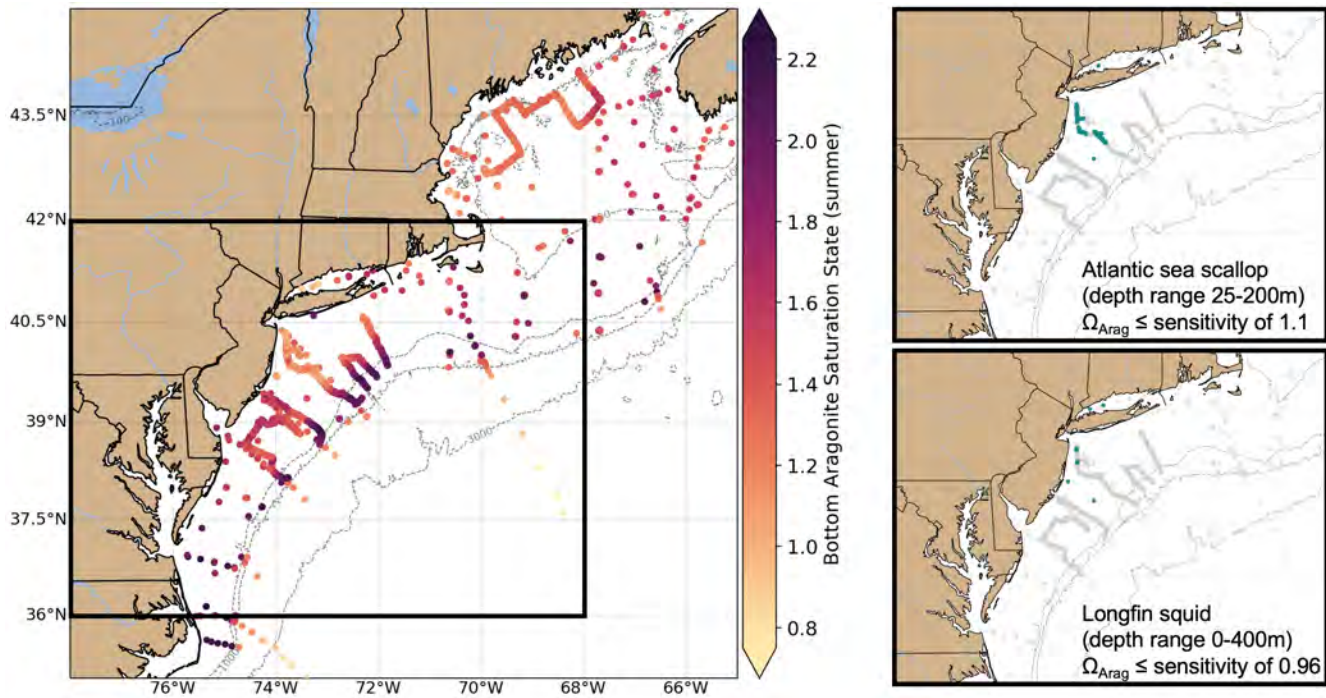 43.5°N
42°N
40.5°N
39°N
37.5°N
36°N
76°W
74°W
72°W
70°W
68°W
66°W
100
3000
1000
2.2
2.0
1.8
1.6
1.4
1.2
1.0
0.8
Bottom Aragonite Saturation State (summer)
Atlantic sea scallop
(depth range 25-200m)
ΩArag ≤ sensitivity of 1.1
Longfin squid
(depth range 0-400m)
ΩArag ≤ sensitivity of 0.96